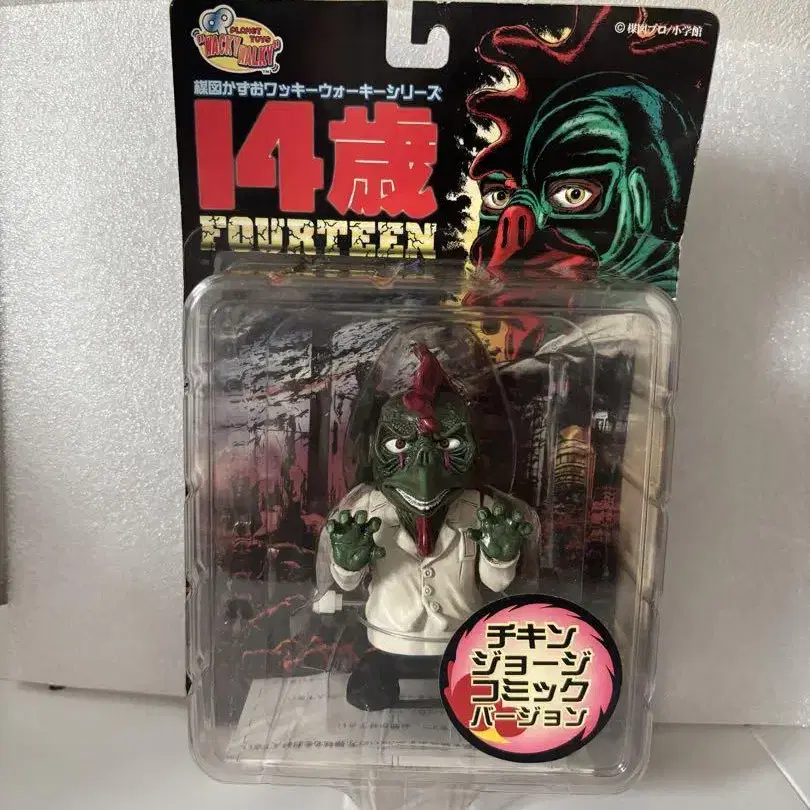 PLANET TOYS
"WACKY WALKY"
©楳図プロ/小学館
楳図かずおワッキーウォーキーシリーズ
14歳
FOURTEEN
チキン
ジョージ
コミック
バージョン